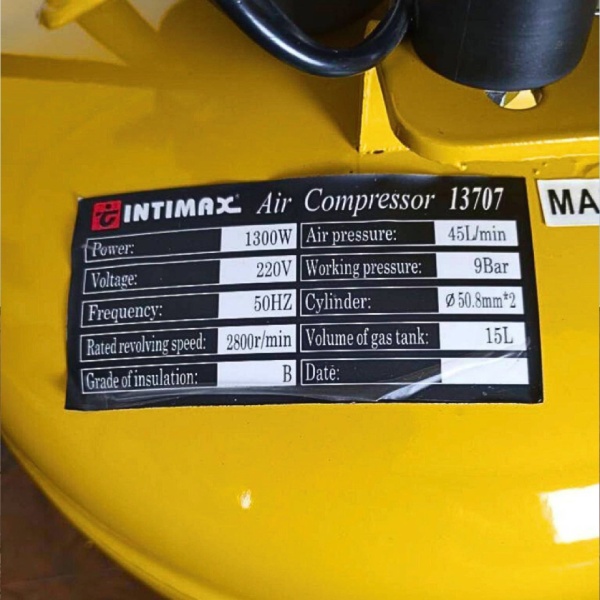 INTIMAX Air Compressor 13707
Power: 1300W Air pressure: 45L/min
Voltage: 220V Working pressure: 9Bar
Frequency: 50HZ Cylinder: Ø50.8mm*2
Rated revolving speed: 2800r/min Volume of gas tank: 15L
Grade of insulation: B Date:
MA